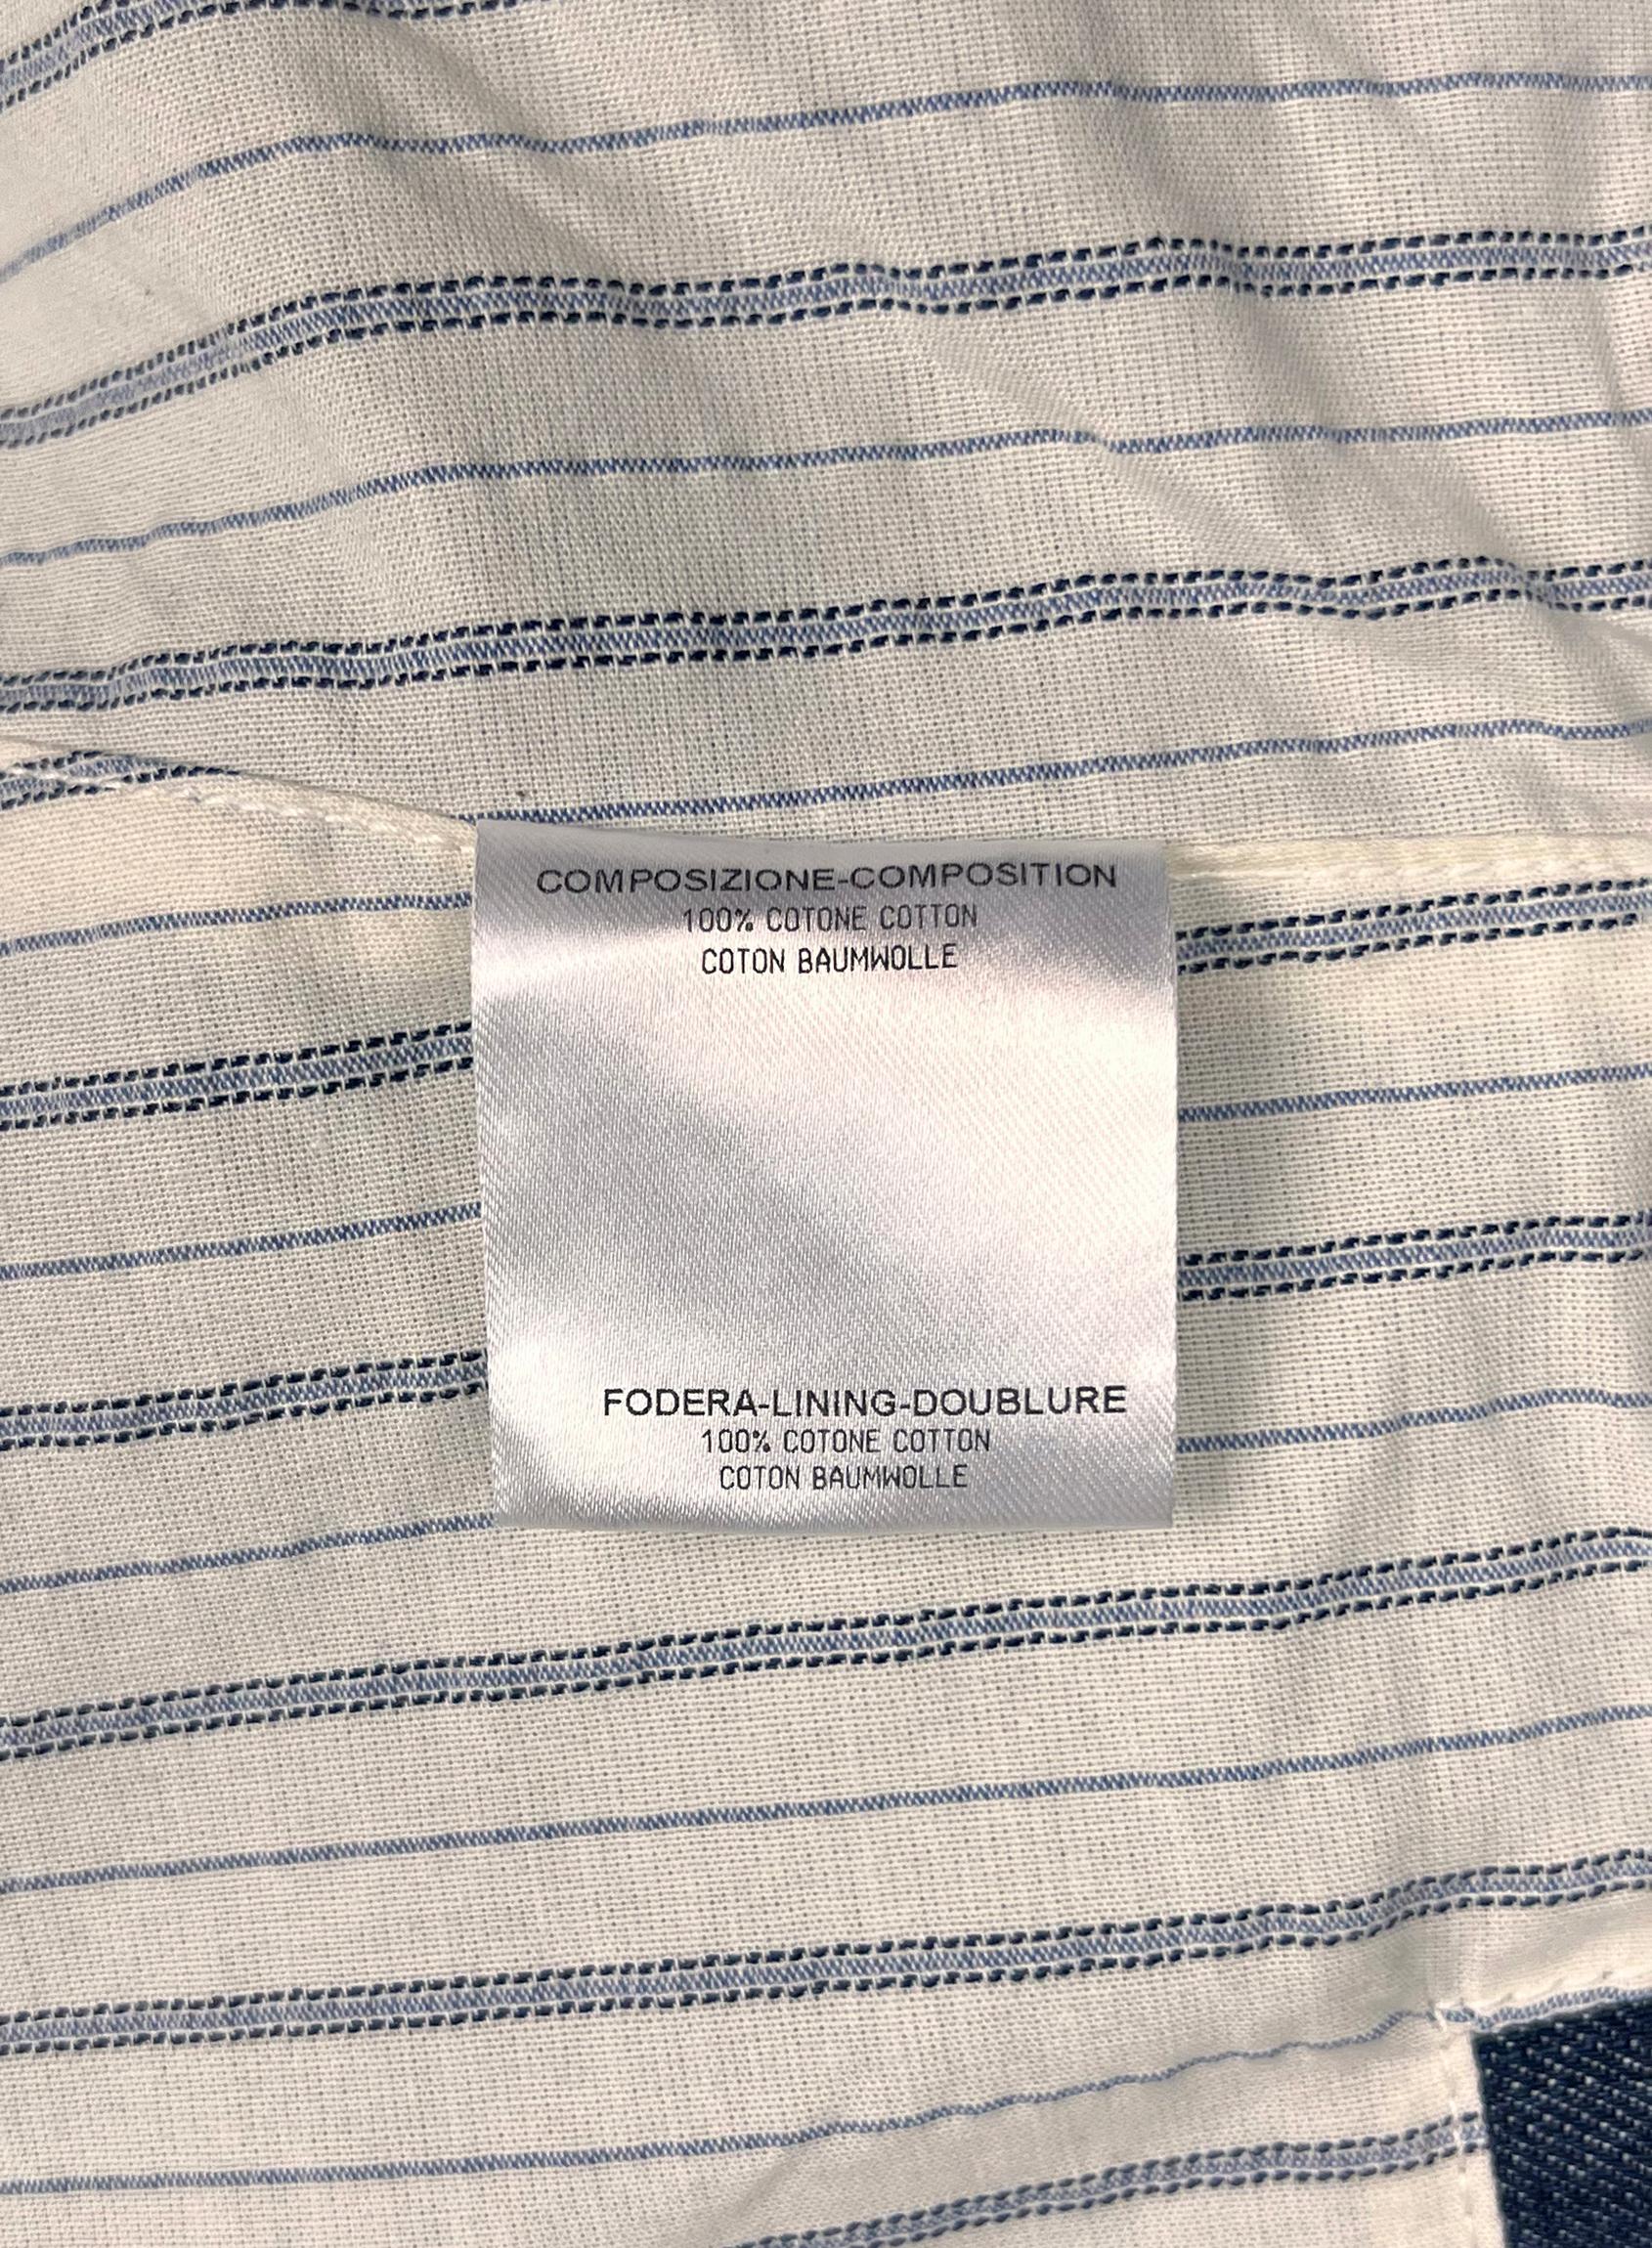 COMPOSIZIONE-COMPOSITION
100% COTONE COTTON
COTON BAUMWOLLE
FODERA-LINING-DOUBLURE
100% COTONE COTTON
COTON BAUMWOLLE